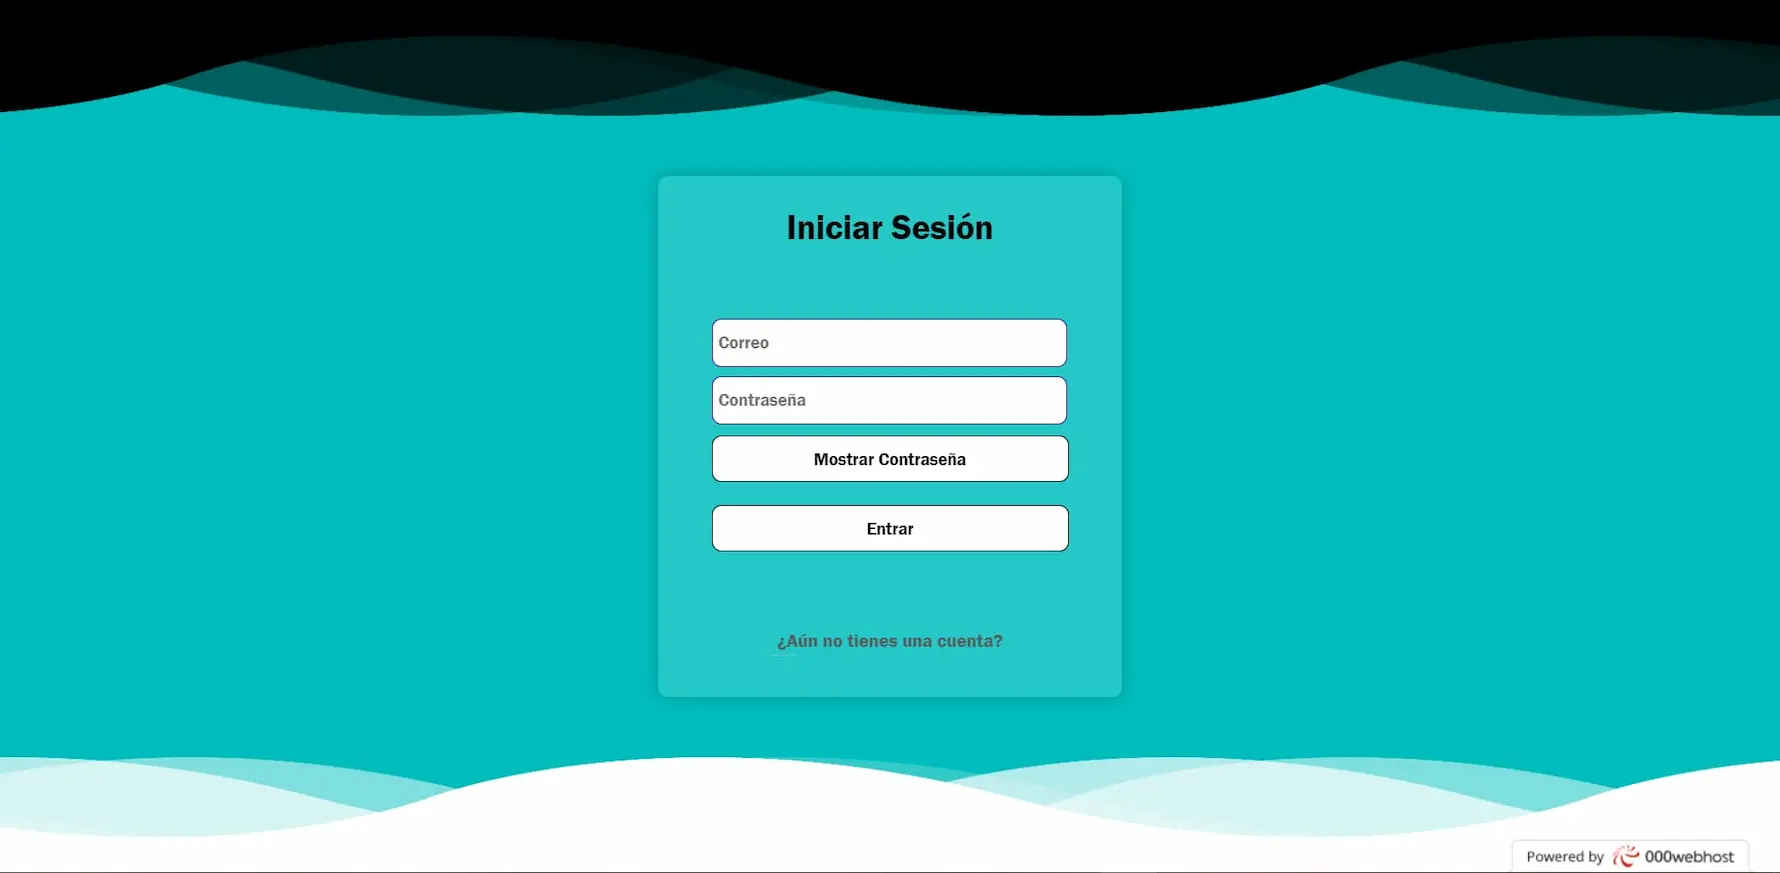 Iniciar Sesión
Correo
Contraseña
Mostrar Contraseña
Entrar
¿Aún no tienes una cuenta?
Powered by 000webhost